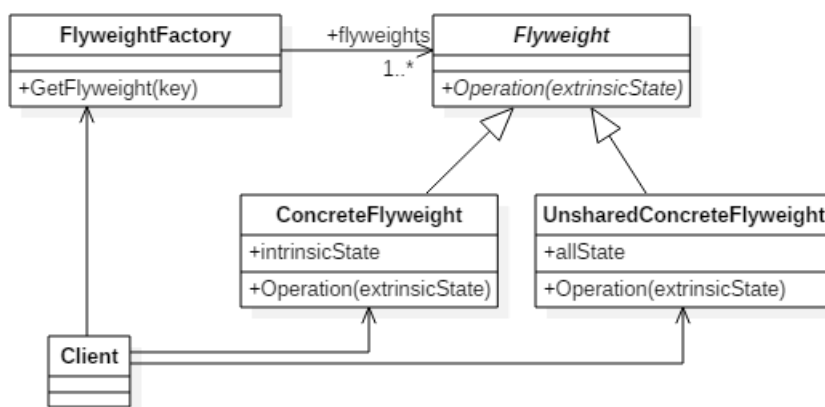 FlyweightFactory
+GetFlyweight(key)
+flyweights
1..*
Flyweight
+Operation(extrinsicState)
ConcreteFlyweight
+intrinsicState
+Operation(extrinsicState)
UnsharedConcreteFlyweight
+allState
+Operation(extrinsicState)
Client